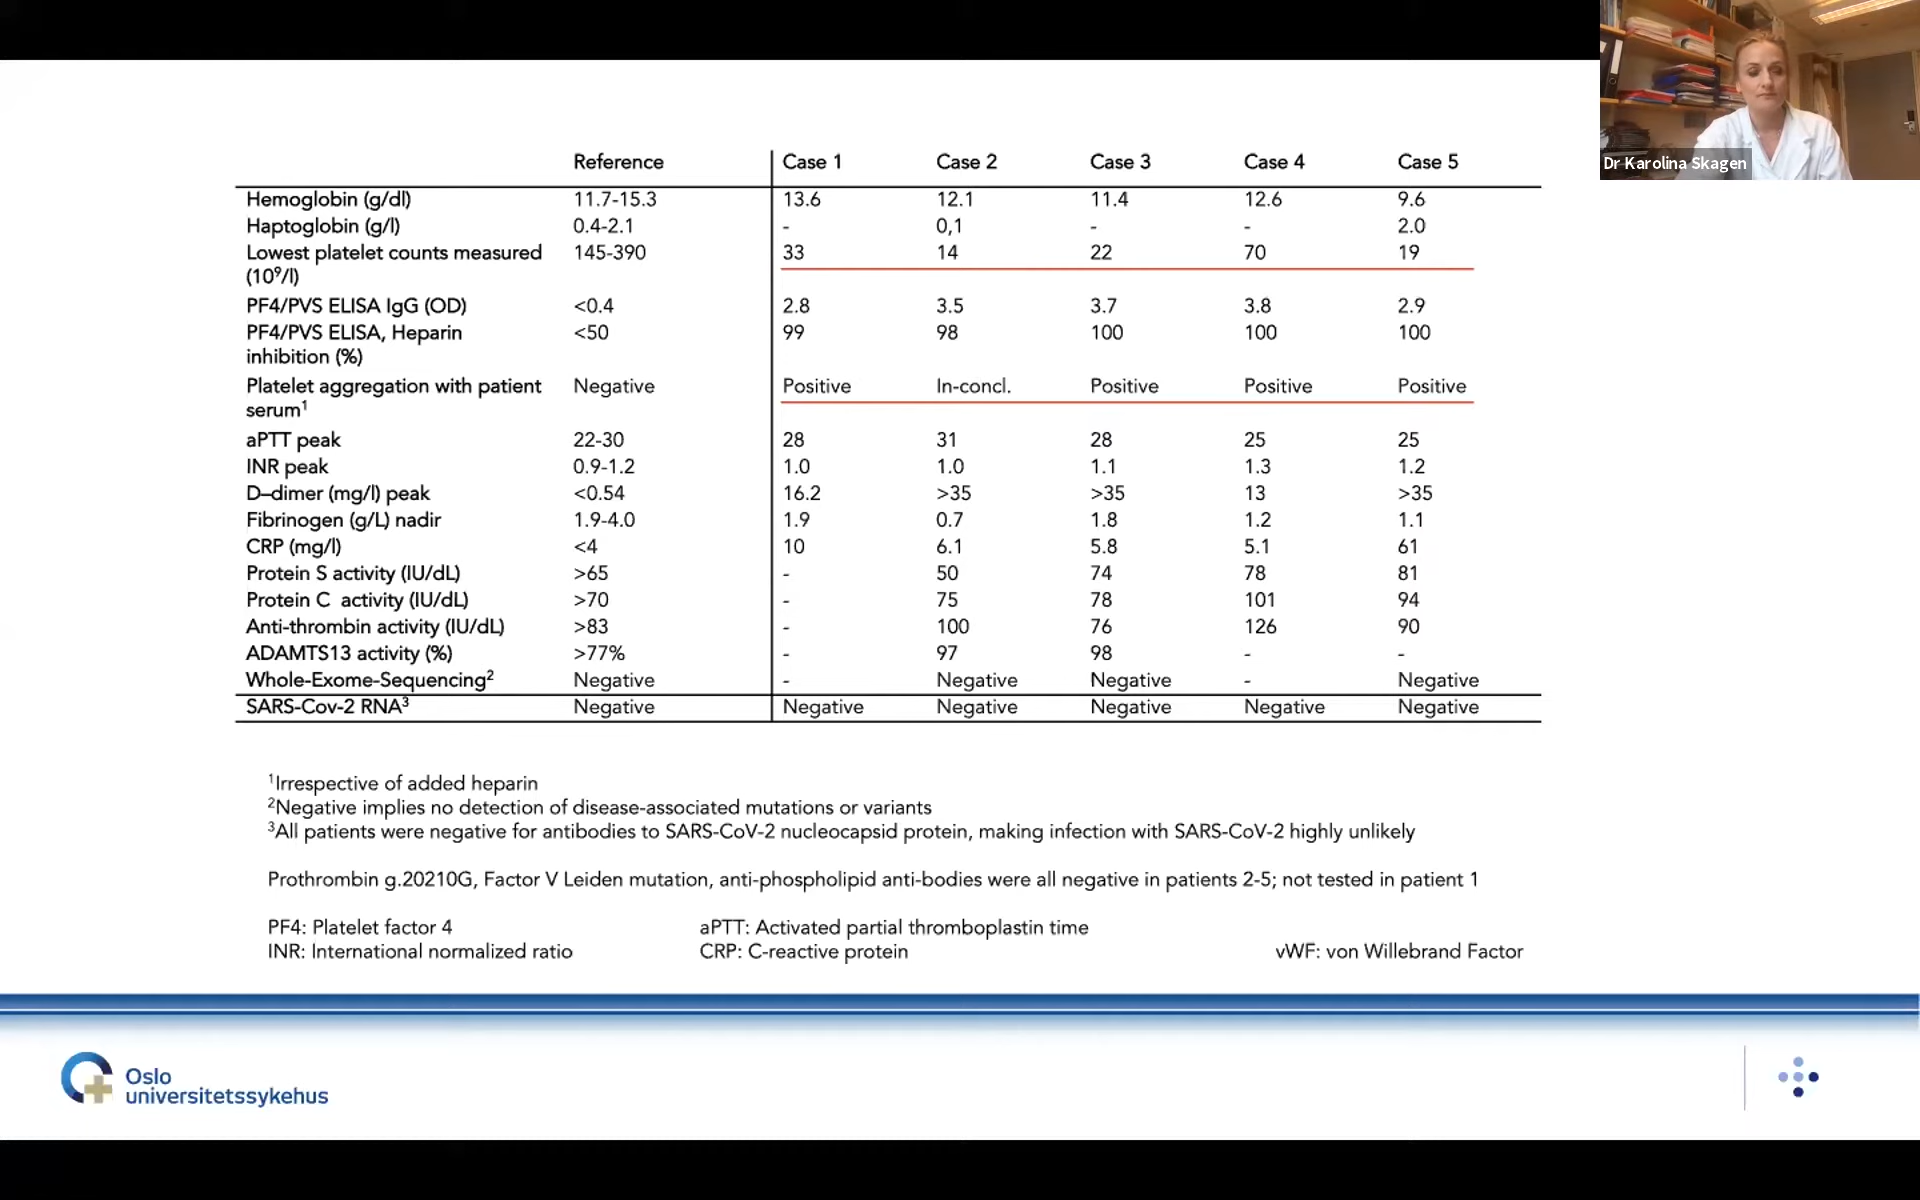 Dr Karolina Skagen
Reference Case 1 Case 2 Case 3 Case 4 Case 5
Hemoglobin (g/dl) 11.7-15.3 13.6 12.1 11.4 12.6 9.6
Haptoglobin (g/l) 0.4-2.1 - 0,1 - - 2.0
Lowest platelet counts measured 145-390 33 14 22 70 19
(10⁹/l)
PF4/PVS ELISA IgG (OD) <0.4 2.8 3.5 3.7 3.8 2.9
PF4/PVS ELISA, Heparin <50 99 98 100 100 100
inhibition (%)
Platelet aggregation with patient Negative Positive In-concl. Positive Positive Positive
serum¹
aPTT peak 22-30 28 31 28 25 25
INR peak 0.9-1.2 1.0 1.0 1.1 1.3 1.2
D–dimer (mg/l) peak <0.54 16.2 >35 >35 13 >35
Fibrinogen (g/L) nadir 1.9-4.0 1.9 0.7 1.8 1.2 1.1
CRP (mg/l) <4 10 6.1 5.8 5.1 61
Protein S activity (IU/dL) >65 - 50 74 78 81
Protein C activity (IU/dL) >70 - 75 78 101 94
Anti-thrombin activity (IU/dL) >83 - 100 76 126 90
ADAMTS13 activity (%) >77% - 97 98 - -
Whole-Exome-Sequencing² Negative - Negative Negative - Negative
SARS-Cov-2 RNA³ Negative Negative Negative Negative Negative Negative
¹Irrespective of added heparin
²Negative implies no detection of disease-associated mutations or variants
³All patients were negative for antibodies to SARS-CoV-2 nucleocapsid protein, making infection with SARS-CoV-2 highly unlikely
Prothrombin g.20210G, Factor V Leiden mutation, anti-phospholipid anti-bodies were all negative in patients 2-5; not tested in patient 1
PF4: Platelet factor 4 aPTT: Activated partial thromboplastin time
INR: International normalized ratio CRP: C-reactive protein vWF: von Willebrand Factor
Oslo
universitetssykehus